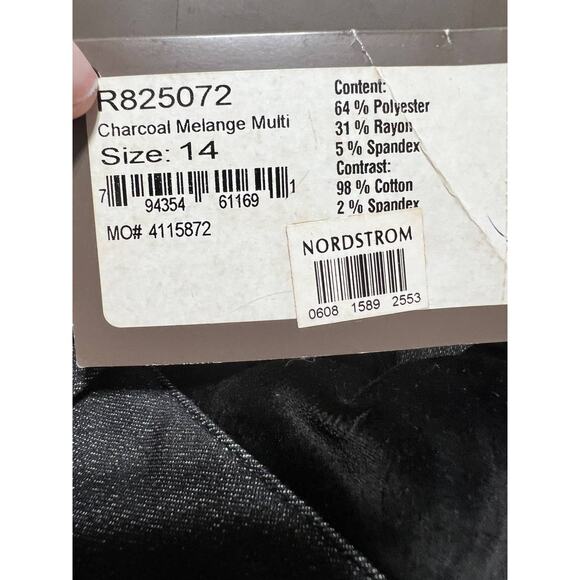 R825072
Charcoal Melange Multi
Size: 14
7 94354 61169 1
MO# 4115872
Content:
64 % Polyester
31 % Rayon
5 % Spandex
Contrast:
98 % Cotton
2 % Spandex
NORDSTROM
0608 1589 2553